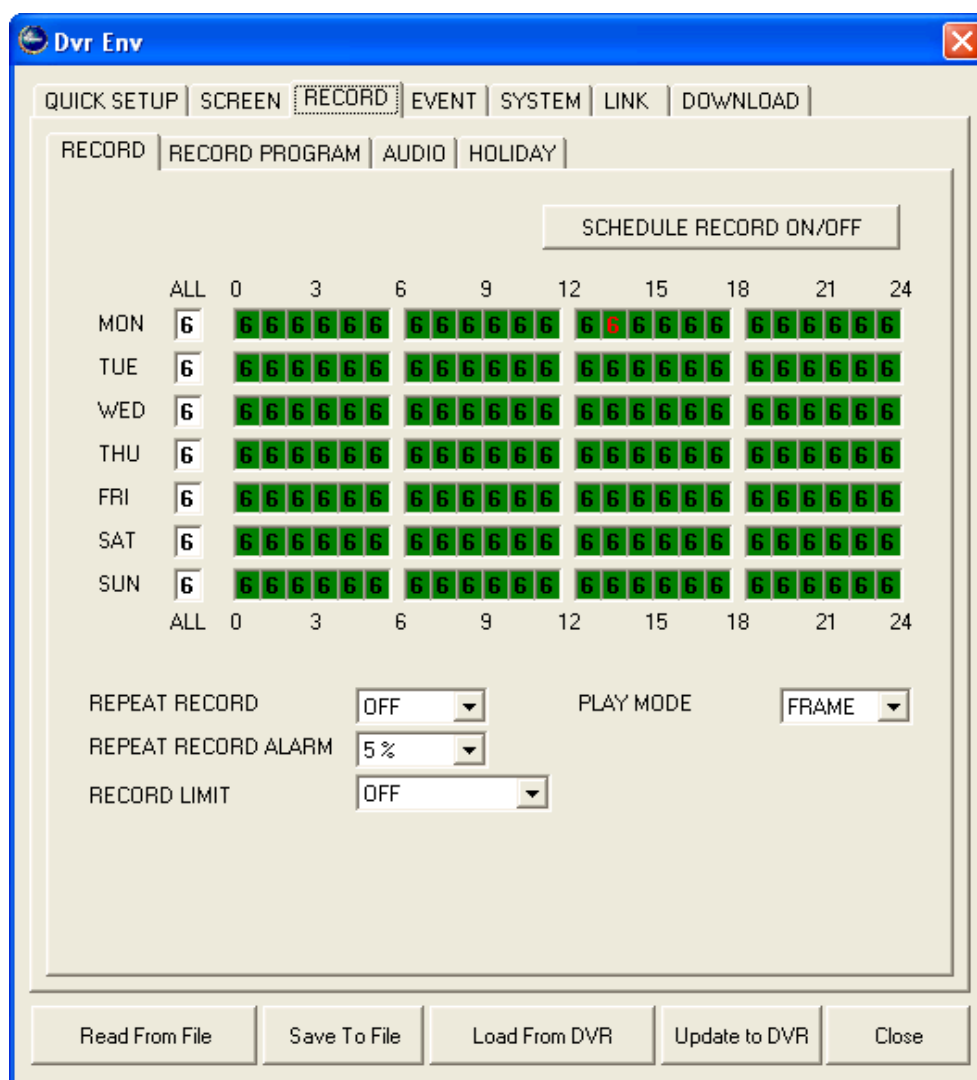 Dvr Env
QUICK SETUP SCREEN RECORD EVENT SYSTEM LINK DOWNLOAD
RECORD RECORD PROGRAM AUDIO HOLIDAY
SCHEDULE RECORD ON/OFF
ALL 0 3 6 9 12 15 18 21 24
MON 6 6 6 6 6 6 6 6 6 6 6 6 6 6 6 6 6 6 6 6 6 6 6 6 6
TUE 6 6 6 6 6 6 6 6 6 6 6 6 6 6 6 6 6 6 6 6 6 6 6 6 6
WED 6 6 6 6 6 6 6 6 6 6 6 6 6 6 6 6 6 6 6 6 6 6 6 6 6
THU 6 6 6 6 6 6 6 6 6 6 6 6 6 6 6 6 6 6 6 6 6 6 6 6 6
FRI 6 6 6 6 6 6 6 6 6 6 6 6 6 6 6 6 6 6 6 6 6 6 6 6 6
SAT 6 6 6 6 6 6 6 6 6 6 6 6 6 6 6 6 6 6 6 6 6 6 6 6 6
SUN 6 6 6 6 6 6 6 6 6 6 6 6 6 6 6 6 6 6 6 6 6 6 6 6 6
ALL 0 3 6 9 12 15 18 21 24
REPEAT RECORD OFF PLAY MODE FRAME
REPEAT RECORD ALARM 5 %
RECORD LIMIT OFF
Read From File Save To File Load From DVR Update to DVR Close